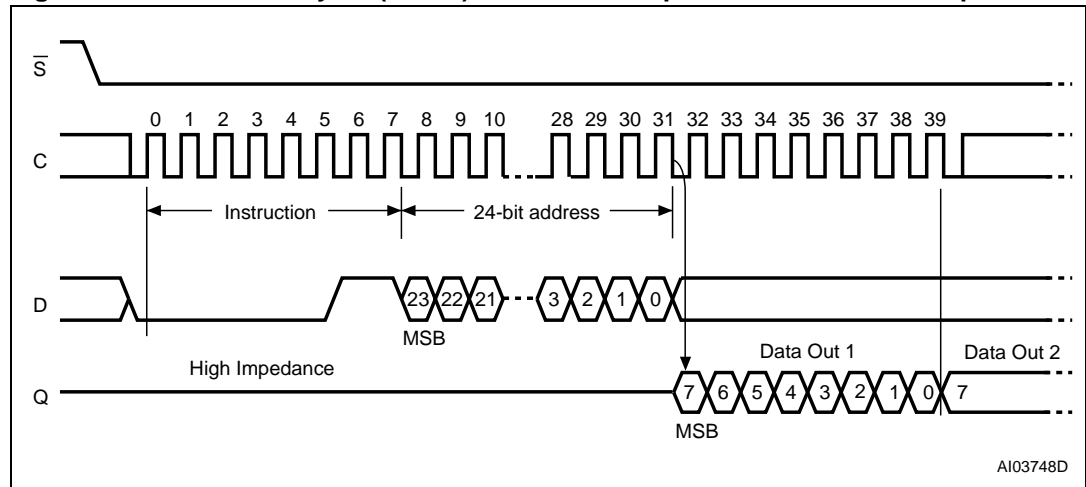 S
0 1 2 3 4 5 6 7 8 9 10 28 29 30 31 32 33 34 35 36 37 38 39
C
Instruction 24-bit address
D 23 22 21 3 2 1 0
MSB
High Impedance Data Out 1 Data Out 2
Q 7 6 5 4 3 2 1 0 7
MSB
AI03748D